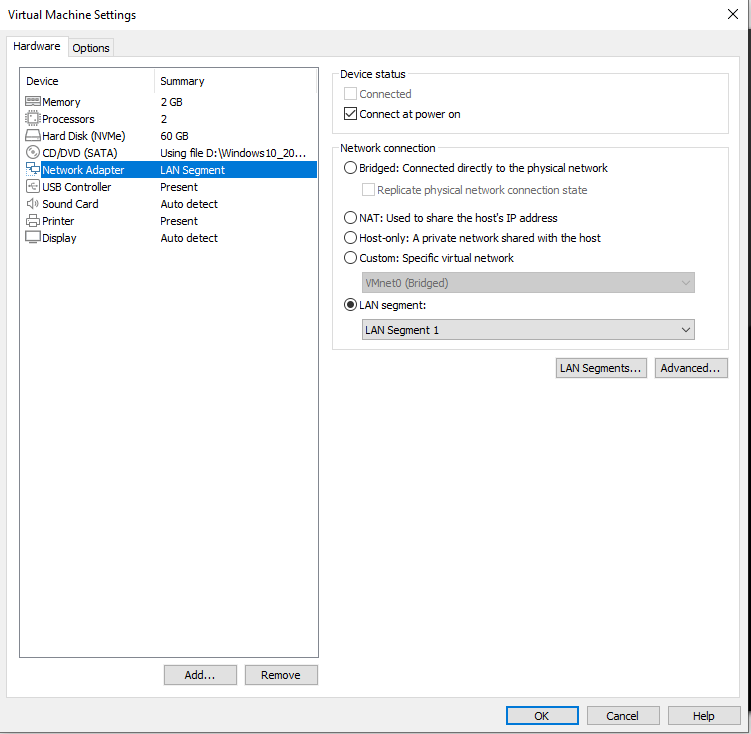 Virtual Machine Settings
Hardware Options
Device Summary
Memory 2 GB
Processors 2
Hard Disk (NVMe) 60 GB
CD/DVD (SATA) Using file D:\Windows10_20...
Network Adapter LAN Segment
USB Controller Present
Sound Card Auto detect
Printer Present
Display Auto detect
Add... Remove
Device status
Connected
Connect at power on
Network connection
Bridged: Connected directly to the physical network
Replicate physical network connection state
NAT: Used to share the host's IP address
Host-only: A private network shared with the host
Custom: Specific virtual network
VMnet0 (Bridged)
LAN segment:
LAN Segment 1
LAN Segments... Advanced...
OK Cancel Help